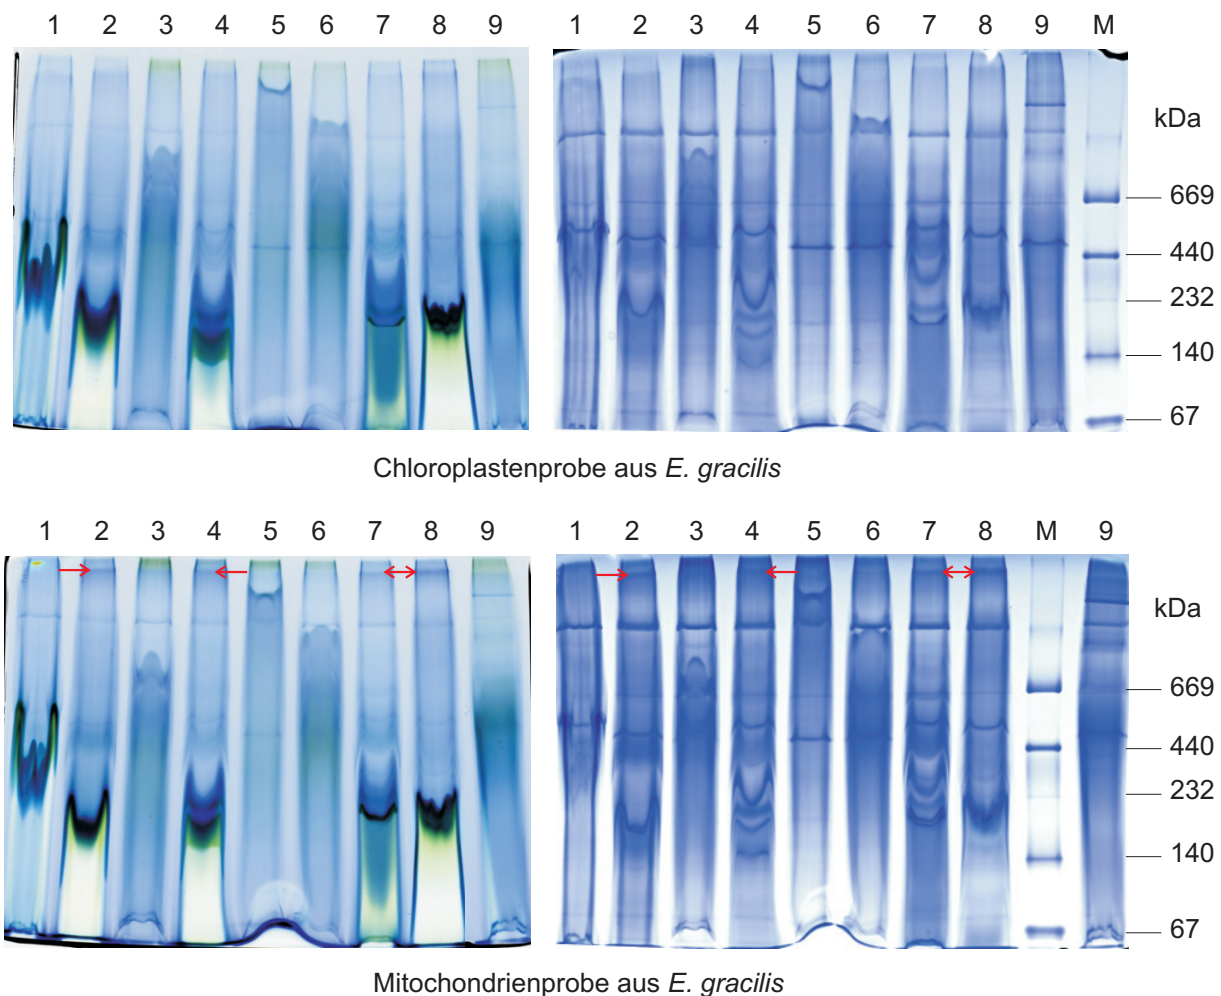 1 2 3 4 5 6 7 8 9 1 2 3 4 5 6 7 8 9 M
kDa
669
440
232
140
67
Chloroplastenprobe aus E. gracilis
1 2 3 4 5 6 7 8 9 1 2 3 4 5 6 7 8 M 9
kDa
669
440
232
140
67
Mitochondrienprobe aus E. gracilis